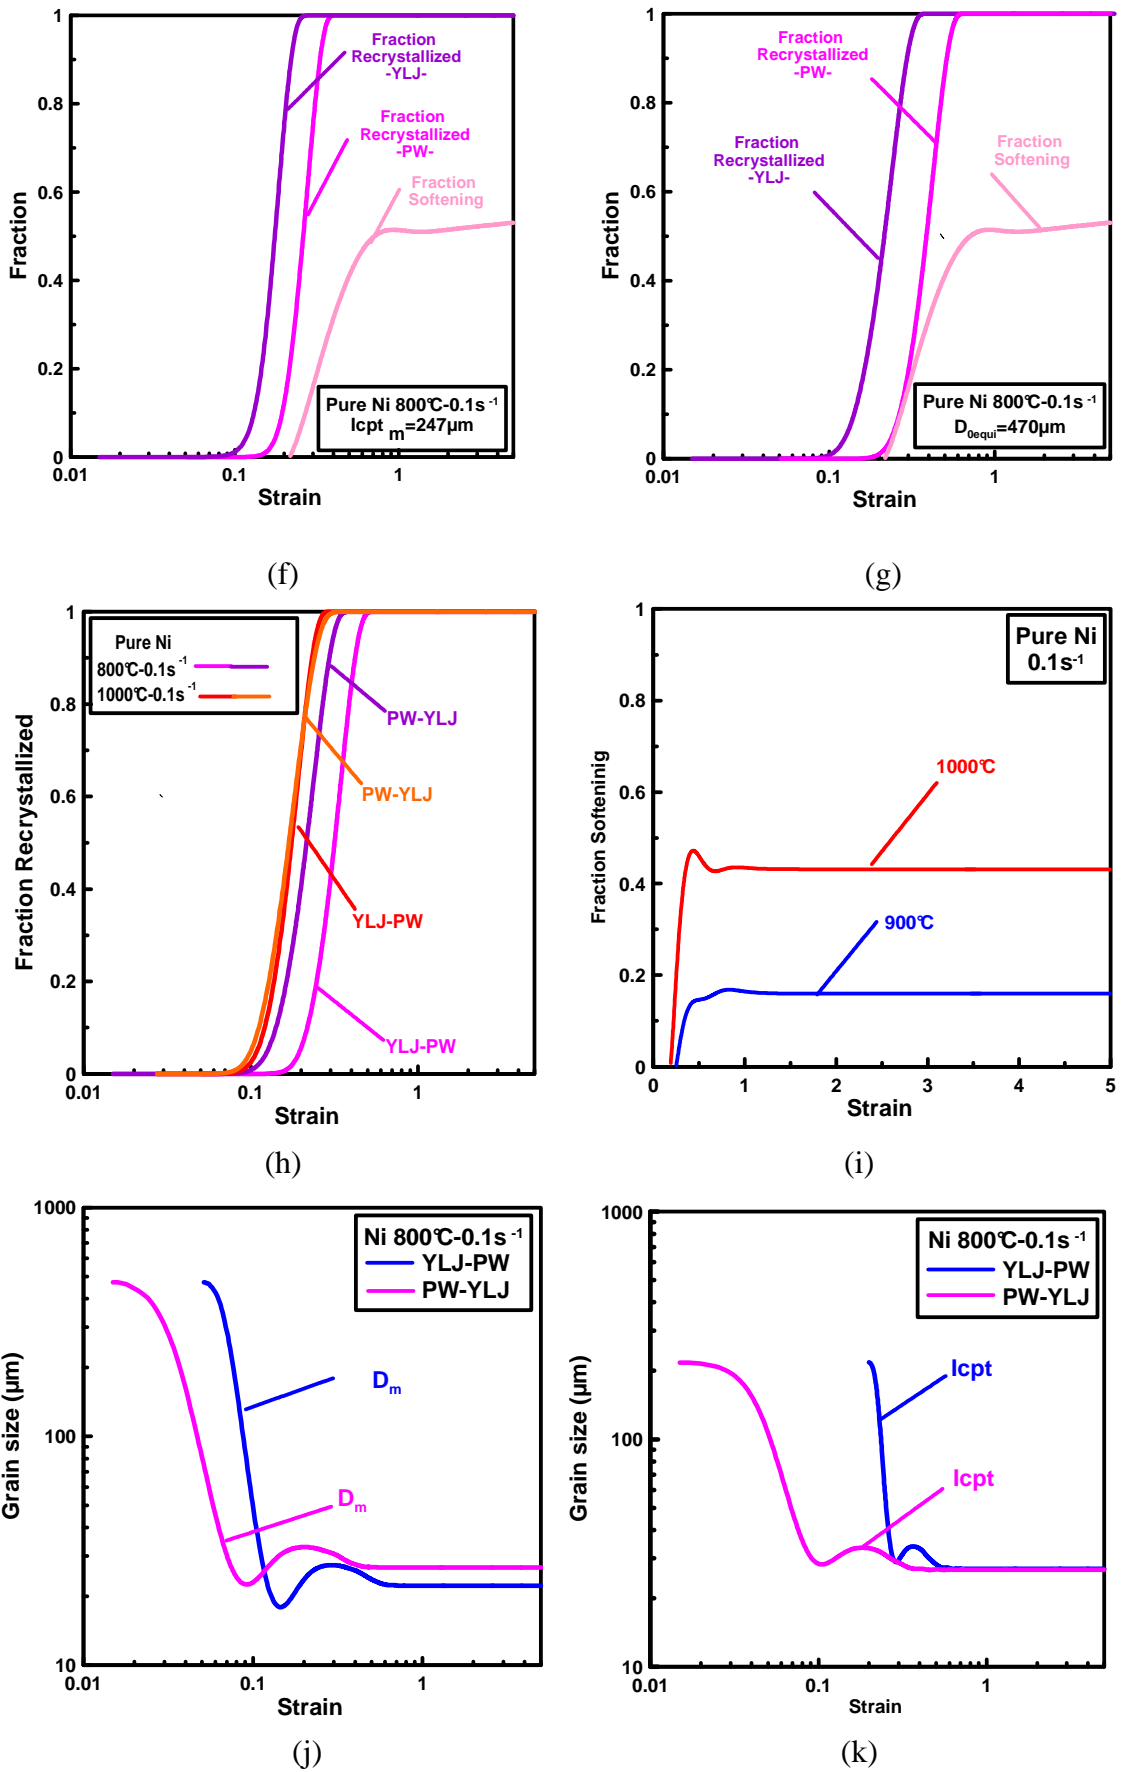 1
0.8
0.6
0.4
0.2
0
0.01
0.1
1
Fraction
Strain
Fraction
Recrystallized
-YLJ-
Fraction
Recrystallized
-PW-
Fraction
Softening
Pure Ni 800°C-0.1s⁻¹
Icpt m=247µm
(f)
1
0.8
0.6
0.4
0.2
0
0.01
0.1
1
Fraction
Strain
Fraction
Recrystallized
-PW-
Fraction
Recrystallized
-YLJ-
Fraction
Softening
Pure Ni 800°C-0.1s⁻¹
D0equi=470µm
(g)
1
0.8
0.6
0.4
0.2
0
0.01
0.1
1
Fraction Recrystallized
Strain
Pure Ni
800°C-0.1s⁻¹
1000°C-0.1s⁻¹
PW-YLJ
PW-YLJ
YLJ-PW
YLJ-PW
(h)
1
0.8
0.6
0.4
0.2
0
0
1
2
3
4
5
Fraction Softeninig
Strain
Pure Ni
0.1s⁻¹
1000°C
900°C
(i)
1000
100
10
0.01
0.1
1
Grain size (µm)
Strain
Ni 800°C-0.1s⁻¹
YLJ-PW
PW-YLJ
Dm
Dm
(j)
1000
100
10
0.01
0.1
1
Grain size (µm)
Strain
Ni 800°C-0.1s⁻¹
YLJ-PW
PW-YLJ
Icpt
Icpt
(k)